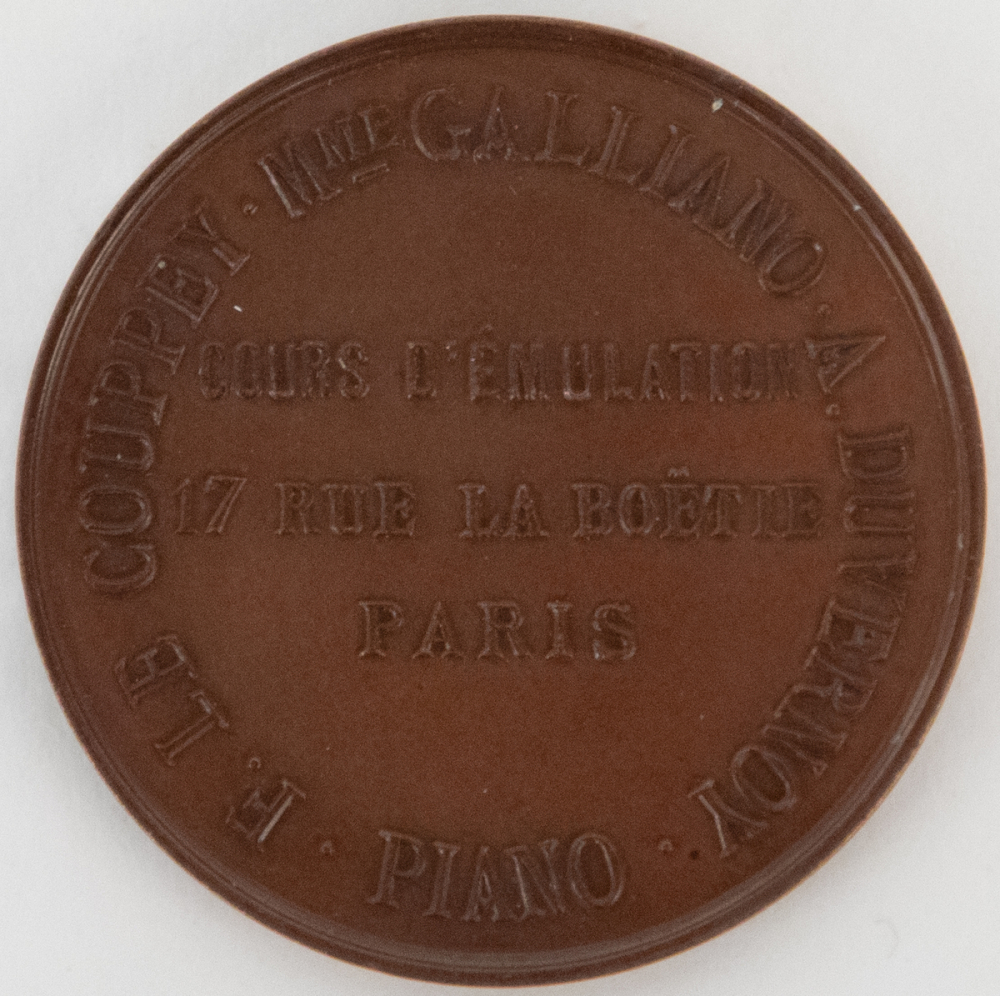 F. LE COUPPEY · MME GALLIANO · A. DUVERNOY ·
COURS D'ÉMULATION
17 RUE LA BOËTIE
PARIS
· PIANO ·